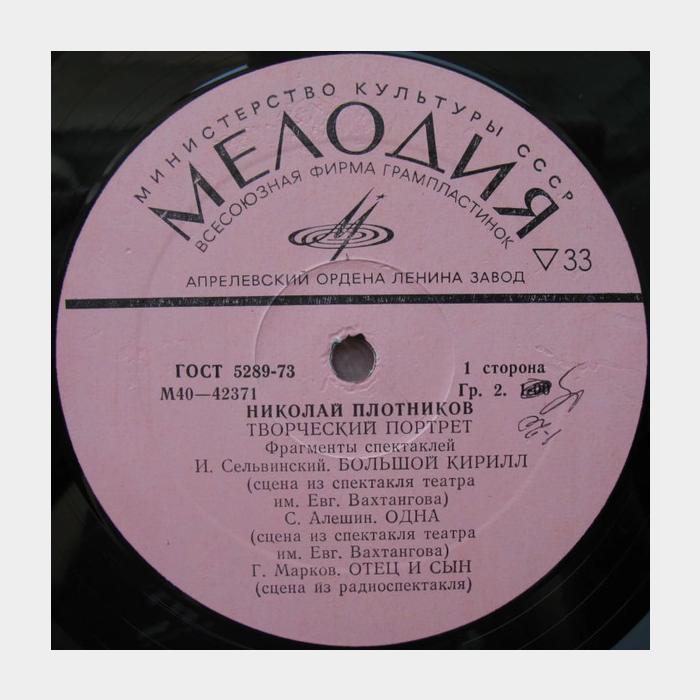 МИНИСТЕРСТВО КУЛЬТУРЫ СССР
МЕЛОДИЯ
ВСЕСОЮЗНАЯ ФИРМА ГРАМПЛАСТИНОК
▽33
АПРЕЛЕВСКИЙ ОРДЕНА ЛЕНИНА ЗАВОД
ГОСТ 5289-73
1 сторона
М40—42371
Гр. 2.
НИКОЛАЙ ПЛОТНИКОВ
ТВОРЧЕСКИЙ ПОРТРЕТ
Фрагменты спектаклей
И. Сельвинский. БОЛЬШОЙ КИРИЛЛ
(сцена из спектакля театра
им. Евг. Вахтангова)
С. Алешин. ОДНА
(сцена из спектакля театра
им. Евг. Вахтангова)
Г. Марков. ОТЕЦ И СЫН
(сцена из радиоспектакля)